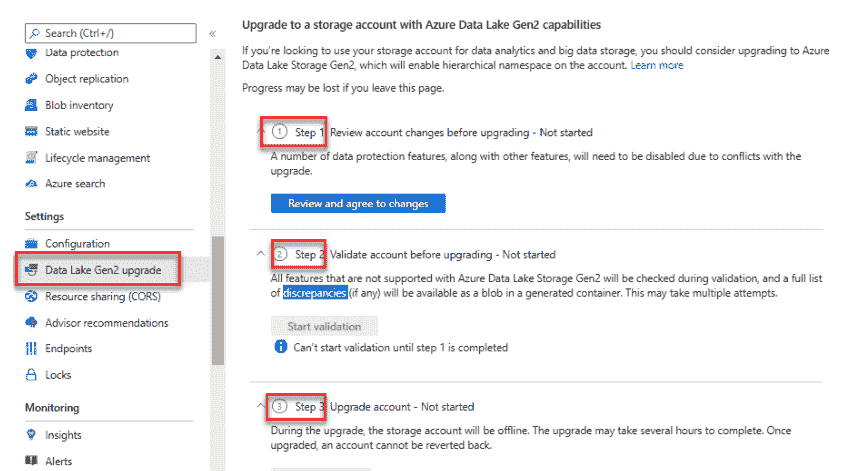 Search (Ctrl+/)
«
Data protection
Object replication
Blob inventory
Static website
Lifecycle management
Azure search
Settings
Configuration
Data Lake Gen2 upgrade
Resource sharing (CORS)
Advisor recommendations
Endpoints
Locks
Monitoring
Insights
Alerts
Upgrade to a storage account with Azure Data Lake Gen2 capabilities
If you're looking to use your storage account for data analytics and big data storage, you should consider upgrading to Azure
Data Lake Storage Gen2, which will enable hierarchical namespace on the account. Learn more
Progress may be lost if you leave this page.
1 Step 1 Review account changes before upgrading - Not started
A number of data protection features, along with other features, will need to be disabled due to conflicts with the
upgrade.
Review and agree to changes
2 Step 2 Validate account before upgrading - Not started
All features that are not supported with Azure Data Lake Storage Gen2 will be checked during validation, and a full list
of discrepancies (if any) will be available as a blob in a generated container. This may take multiple attempts.
Start validation
Can't start validation until step 1 is completed
3 Step 3 Upgrade account - Not started
During the upgrade, the storage account will be offline. The upgrade may take several hours to complete. Once
upgraded, an account cannot be reverted back.